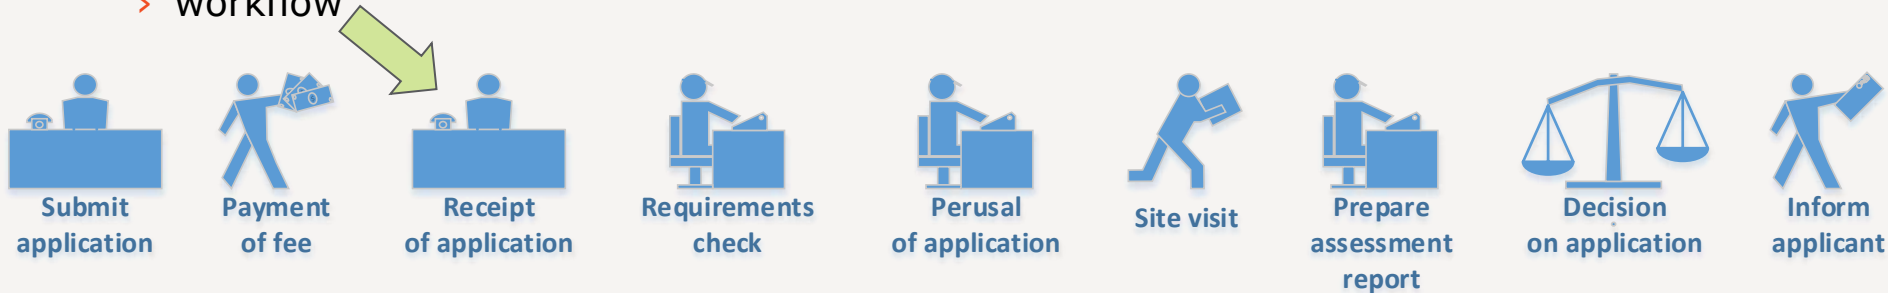 > workflow
Submit
application
Payment
of fee
Receipt
of application
Requirements
check
Perusal
of application
Site visit
Prepare
assessment
report
Decision
on application
Inform
applicant